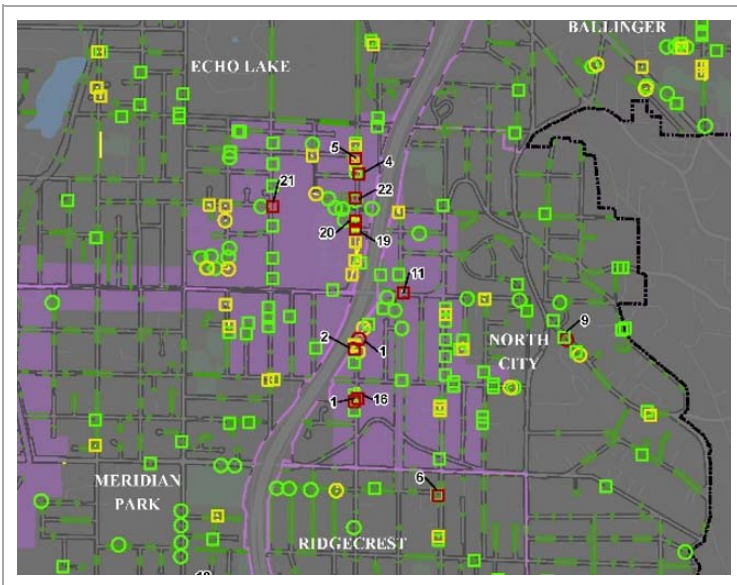 BALLINGER
ECHO LAKE
5
4
21
22
20
19
11
2
1
9
NORTH
CITY
1
16
6
MERIDIAN
PARK
RIDGECREST